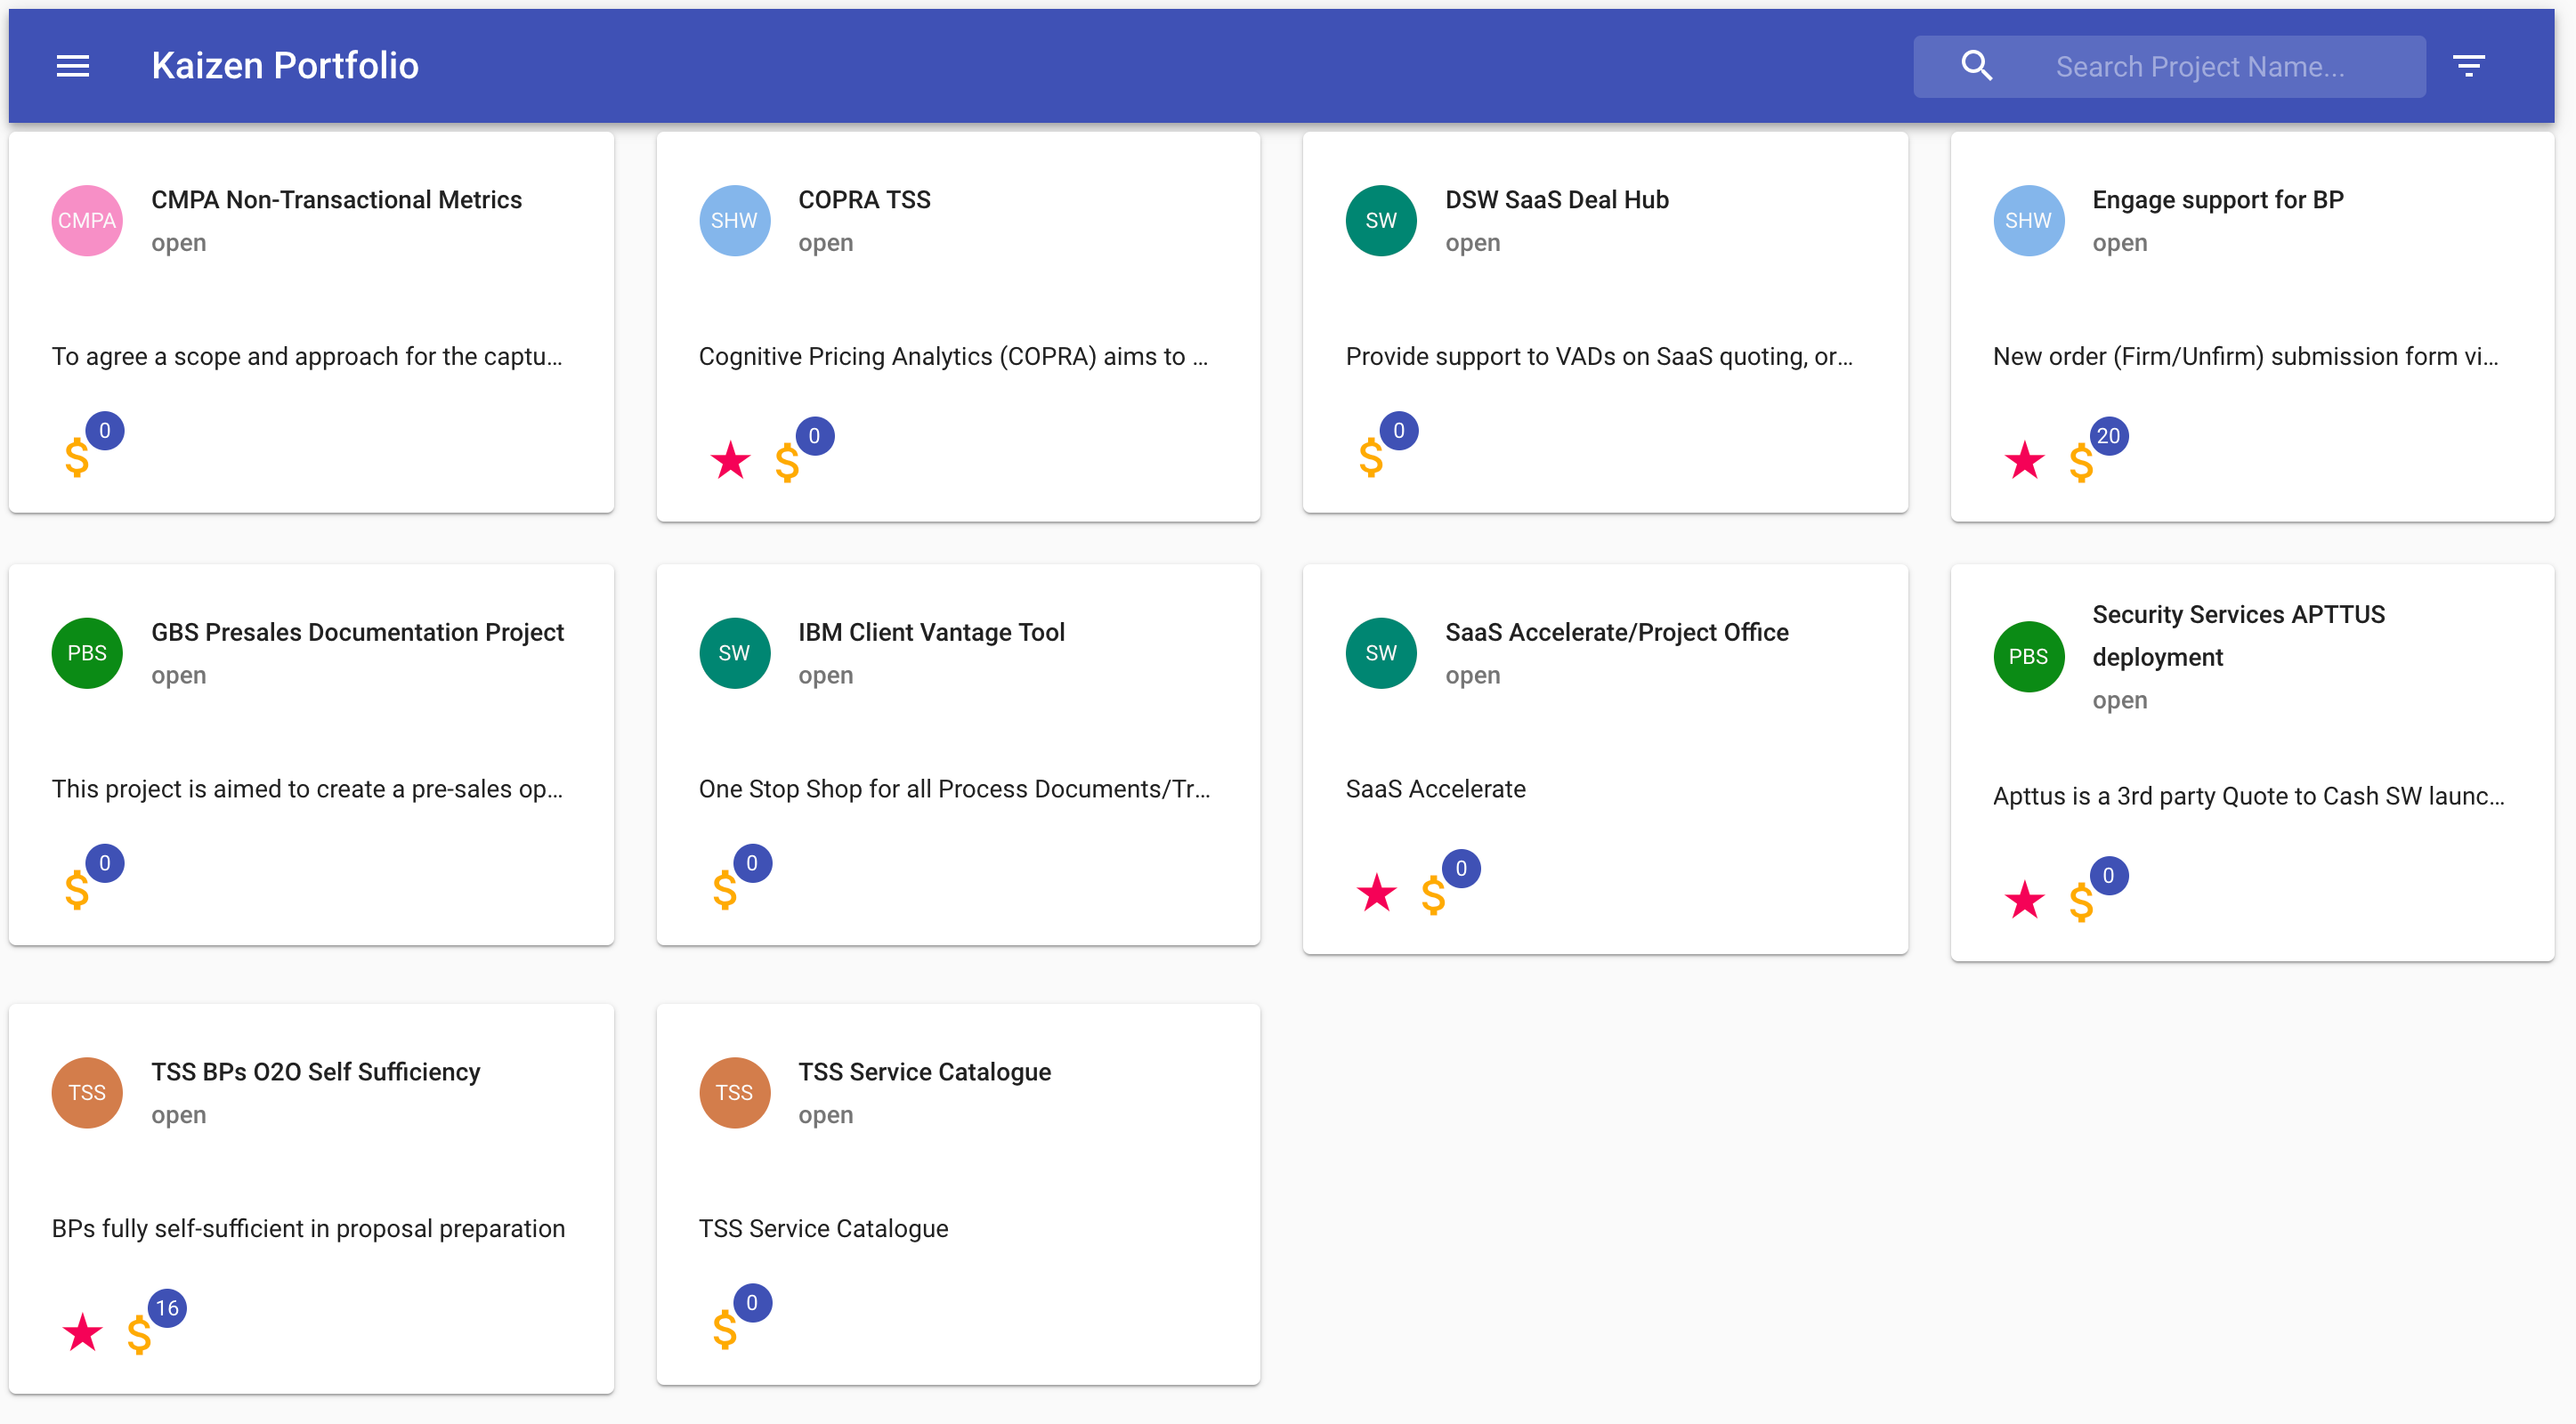 Kaizen Portfolio
Search Project Name...
CMPA
CMPA Non-Transactional Metrics
open
To agree a scope and approach for the captu...
0
SHW
COPRA TSS
open
Cognitive Pricing Analytics (COPRA) aims to ...
0
SW
DSW SaaS Deal Hub
open
Provide support to VADs on SaaS quoting, or...
0
SHW
Engage support for BP
open
New order (Firm/Unfirm) submission form vi...
20
PBS
GBS Presales Documentation Project
open
This project is aimed to create a pre-sales op...
0
SW
IBM Client Vantage Tool
open
One Stop Shop for all Process Documents/Tr...
0
SW
SaaS Accelerate/Project Office
open
SaaS Accelerate
0
PBS
Security Services APTTUS
deployment
open
Apttus is a 3rd party Quote to Cash SW launc...
0
TSS
TSS BPs O2O Self Sufficiency
open
BPs fully self-sufficient in proposal preparation
16
TSS
TSS Service Catalogue
open
TSS Service Catalogue
0